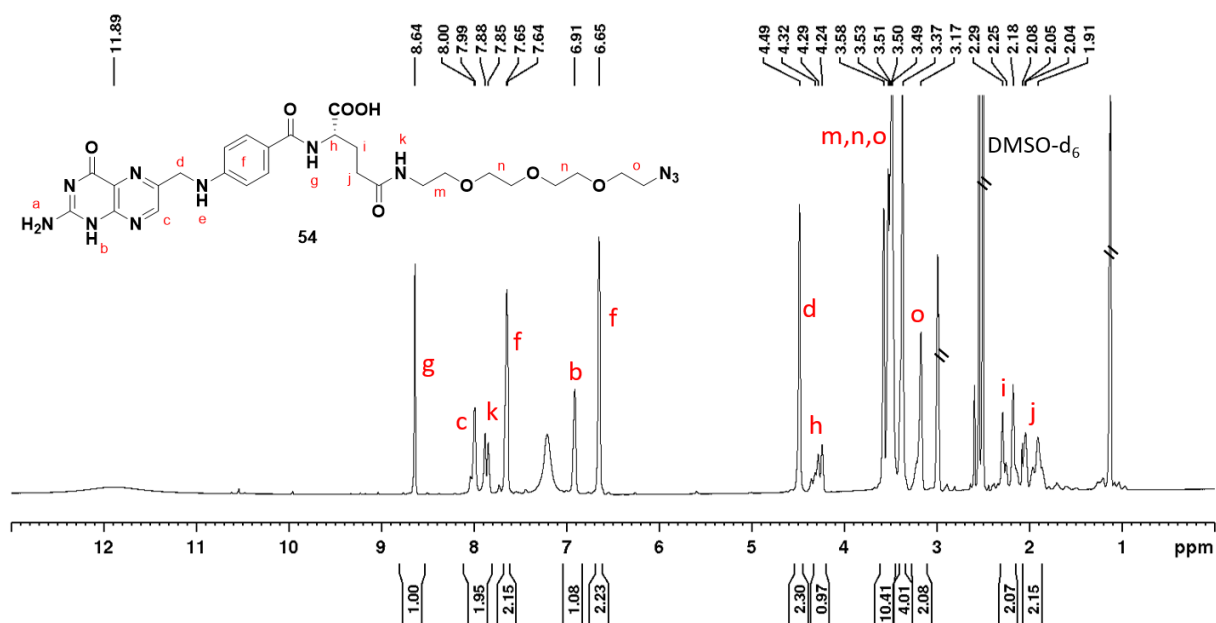 11.89 8.64 8.00 7.99 7.88 7.85 7.65 7.64 6.91 6.65 4.49 4.32 4.29 4.24 3.58 3.53 3.51 3.50 3.49 3.37 3.17 2.29 2.25 2.18 2.08 2.05 2.04 1.91
O COOH
k
h i
N H
g
j
O
H N
m
O n O n O o N3
O
N N d
f
a N
N H e
H2N N H N c
b
54
m,n,o
DMSO-d6
g c k f b f d h o i j
12 11 10 9 8 7 6 5 4 3 2 1 ppm
1.00 1.95 2.15 1.08 2.23 2.30 0.97 10.41 4.01 2.08 2.07 2.15